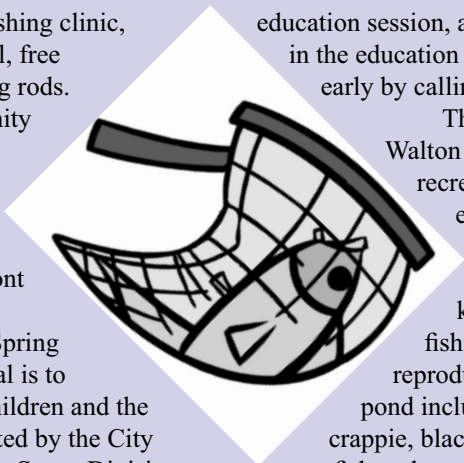 shing clinic,
l, free
g rods.
nity
ont
Spring
al is to
ildren and the
ted by the City
education session, a
in the education
early by callin
Th
Walton
recre
e
k
fishi
reprodu
pond inclu
crappie, blac